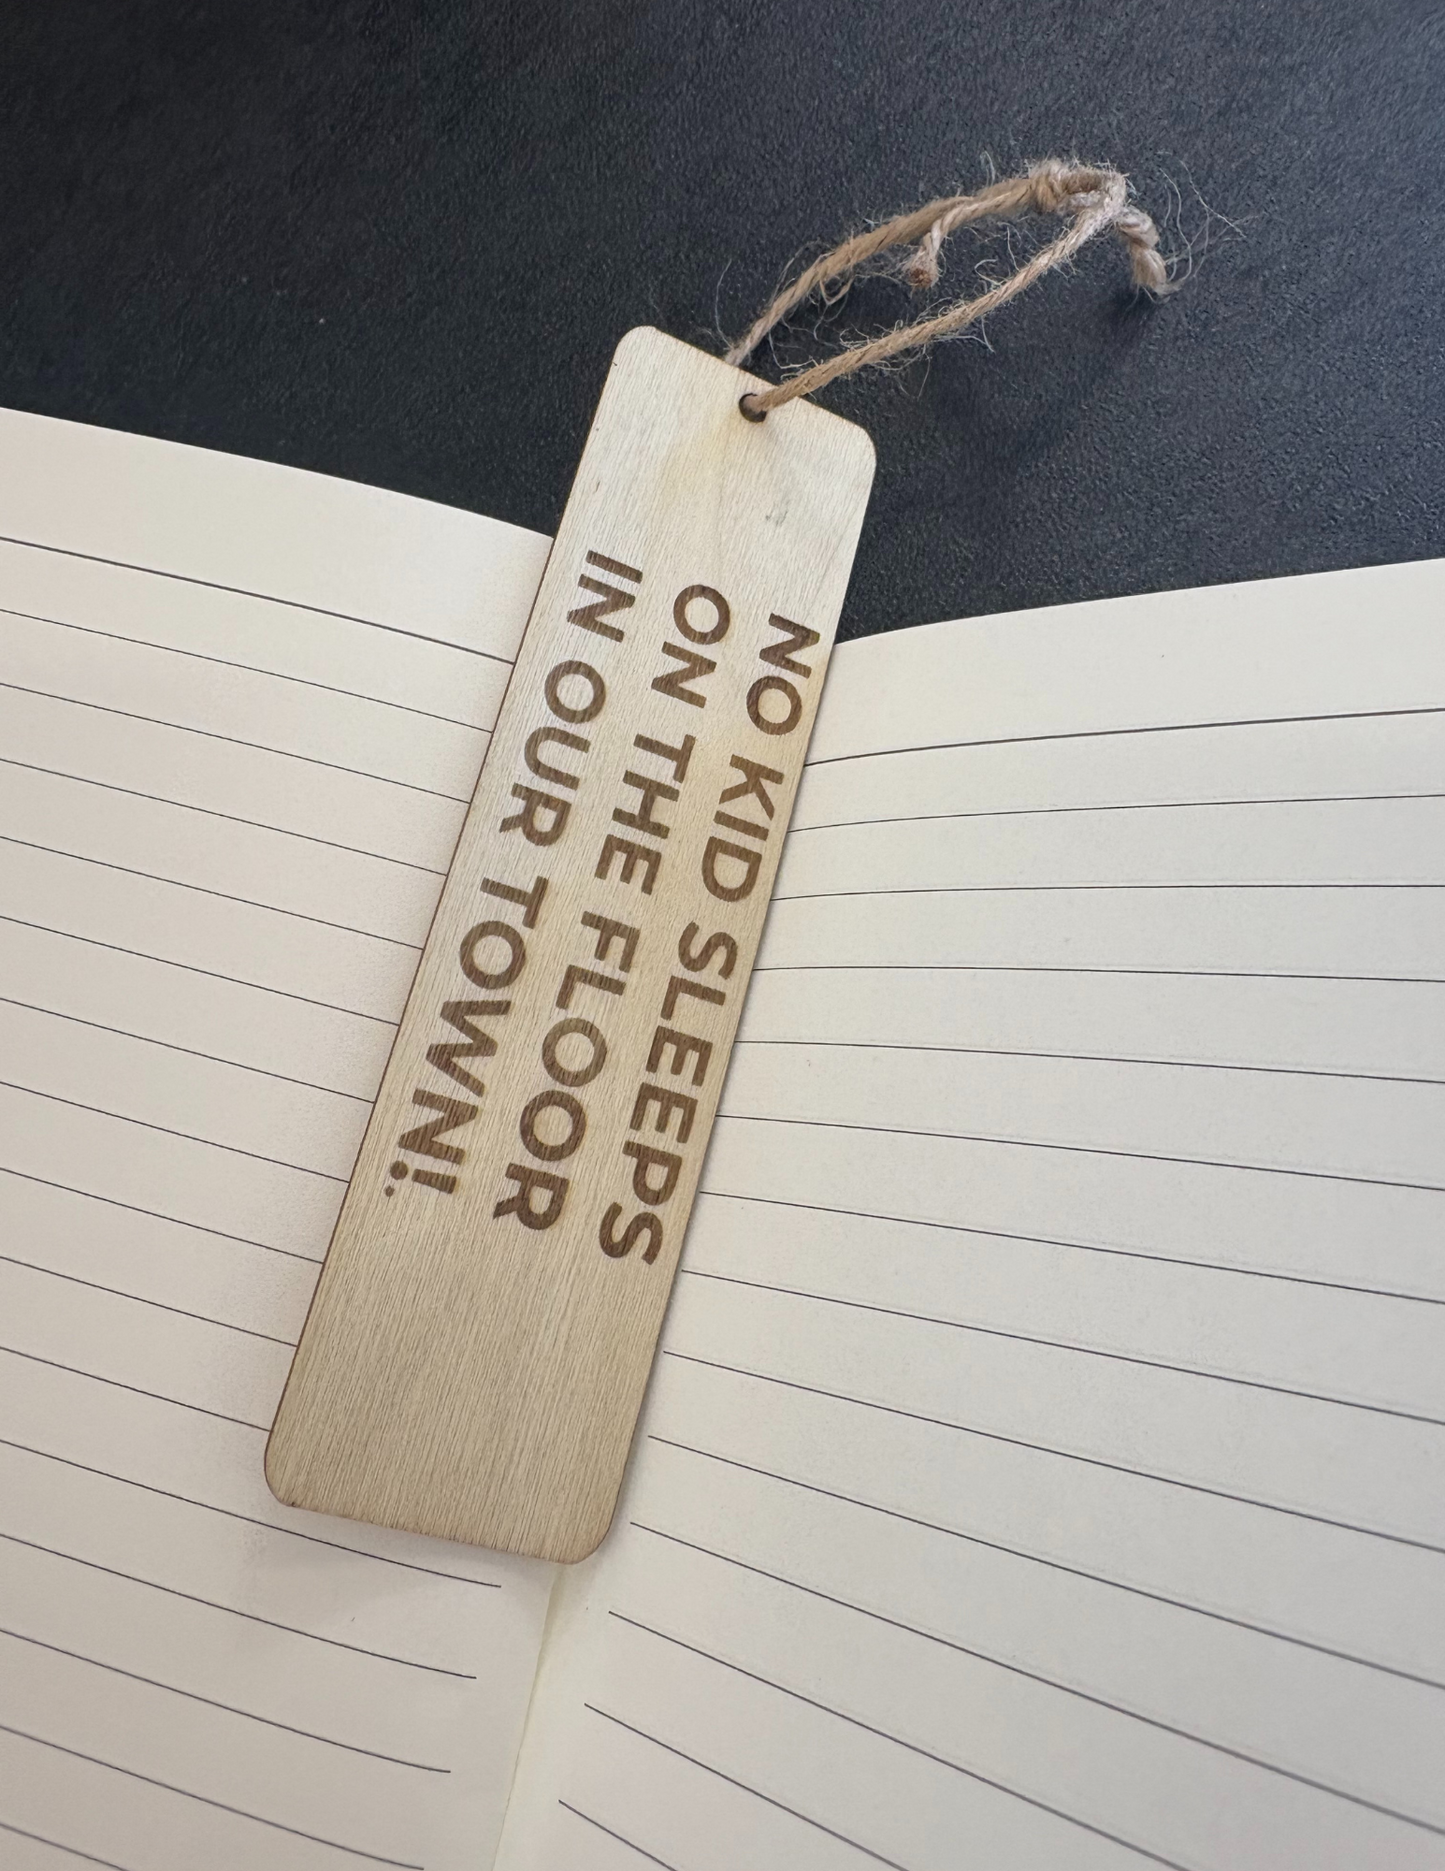 NO KID SLEEPS
ON THE FLOOR
IN OUR TOWN!